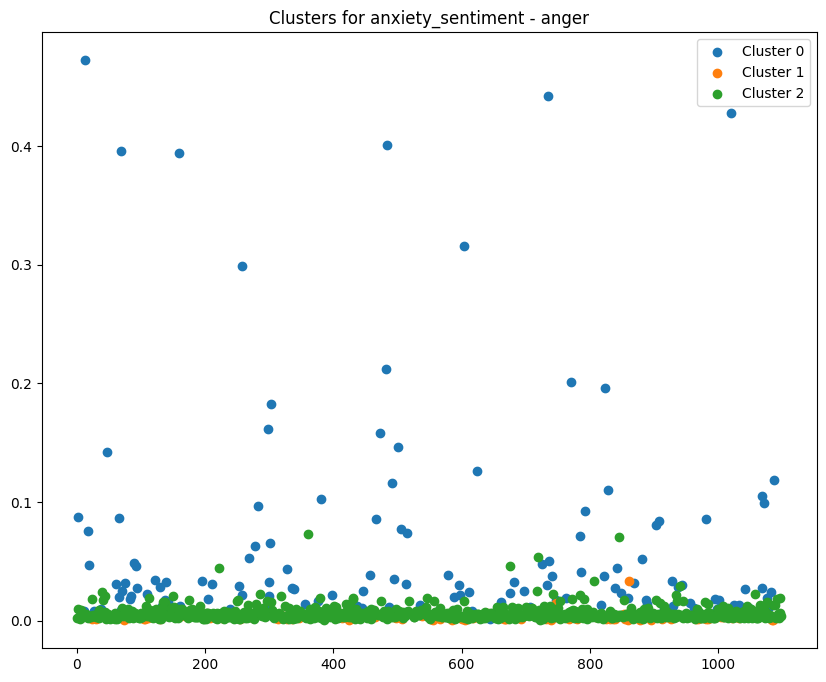 Clusters for anxiety_sentiment - anger
Cluster 0
Cluster 1
Cluster 2
0.4
0.3
0.2
0.1
0.0
0 200 400 600 800 1000